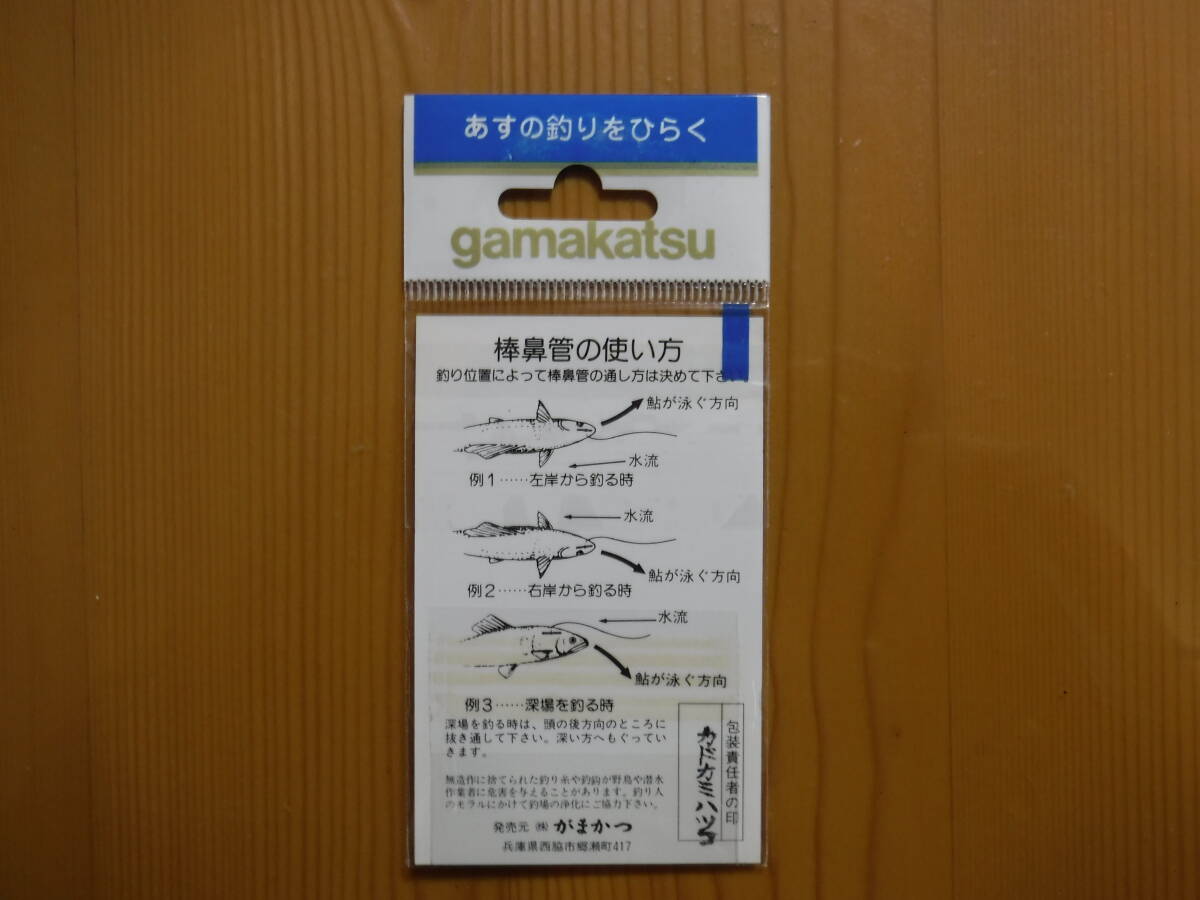 あすの釣りをひらく
gamakatsu
棒鼻管の使い方
釣り位置によって棒鼻管の通し方は決めて下さい。
鮎が泳ぐ方向
水流
例1……左岸から釣る時
水流
鮎が泳ぐ方向
例2……右岸から釣る時
水流
鮎が泳ぐ方向
例3……深場を釣る時
深場を釣る時は、頭の後方向のところに
抜き通して下さい。深い方へもぐってい
きます。
無造作に捨てられた釣り糸や釣鈎が野鳥や潜水
作業者に危害を与えることがあります。釣り人
のモラルにかけて釣場の浄化にご協力下さい。
発売元 ㈱ がまかつ
兵庫県西脇市郷瀬町417
包装責任者の印
カドカミハツヨ